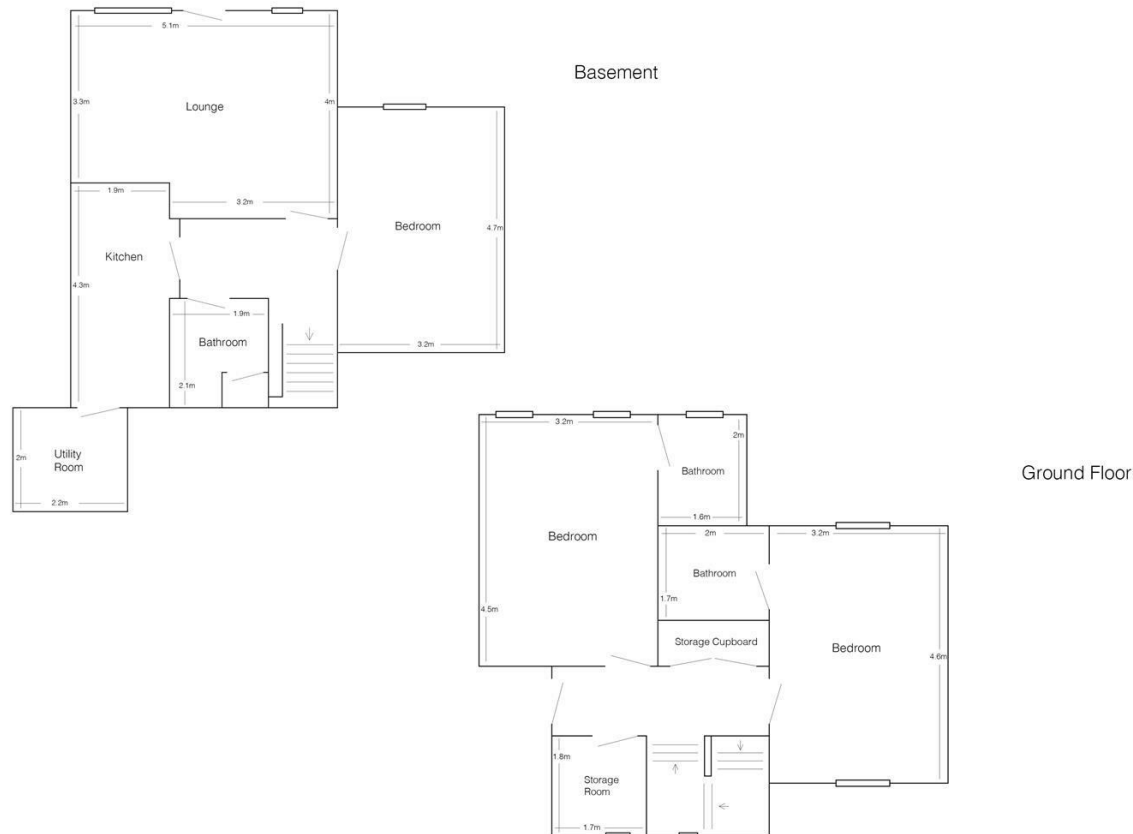 Basement
5.1m
3.3m
Lounge
4m
1.9m
3.2m
Bedroom
4.7m
Kitchen
4.3m
1.9m
Bathroom
2.1m
3.2m
Utility
Room
2m
2.2m
Ground Floor
3.2m
2m
Bathroom
1.6m
Bedroom
4.5m
2m
3.2m
Bathroom
1.7m
Storage Cupboard
Bedroom
4.6m
1.8m
Storage
Room
1.7m